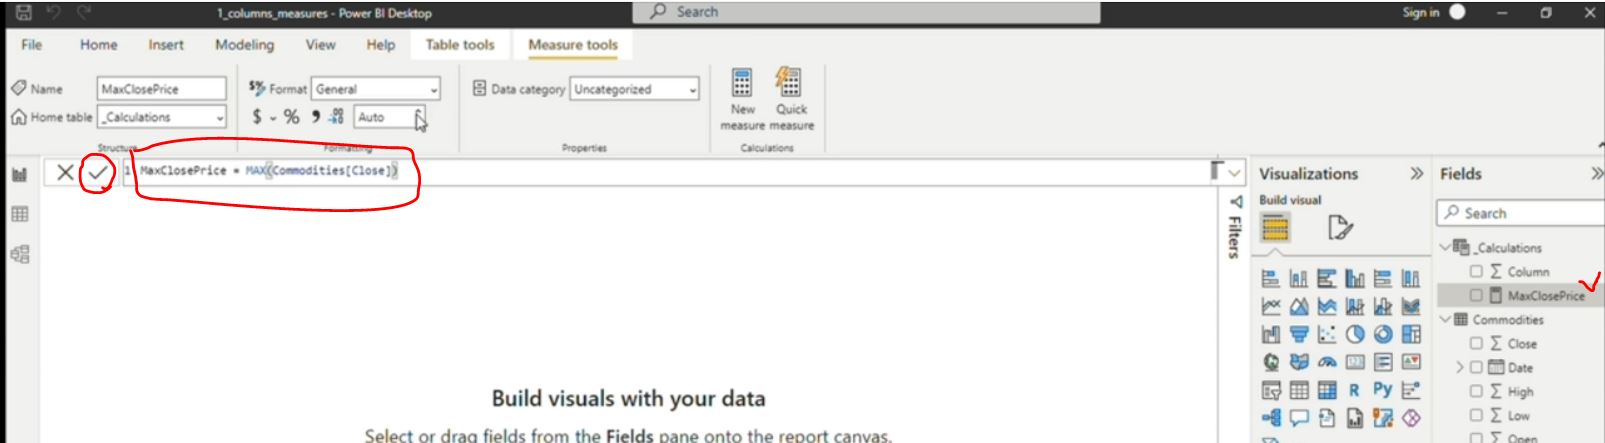 1_columns_measures - Power BI Desktop
Search
Sign in
File Home Insert Modeling View Help Table tools Measure tools
Name MaxClosePrice
Format General
Data category Uncategorized
New measure
Quick measure
Home table _Calculations
$ % Auto
Structure Formatting Properties Calculations
1 MaxClosePrice = MAX(Commodities[Close])
Visualizations
Build visual
Filters
Fields
Search
_Calculations
Column
MaxClosePrice
Commodities
Close
Date
High
Low
Open
R Py
Build visuals with your data
Select or drag fields from the Fields pane onto the report canvas.